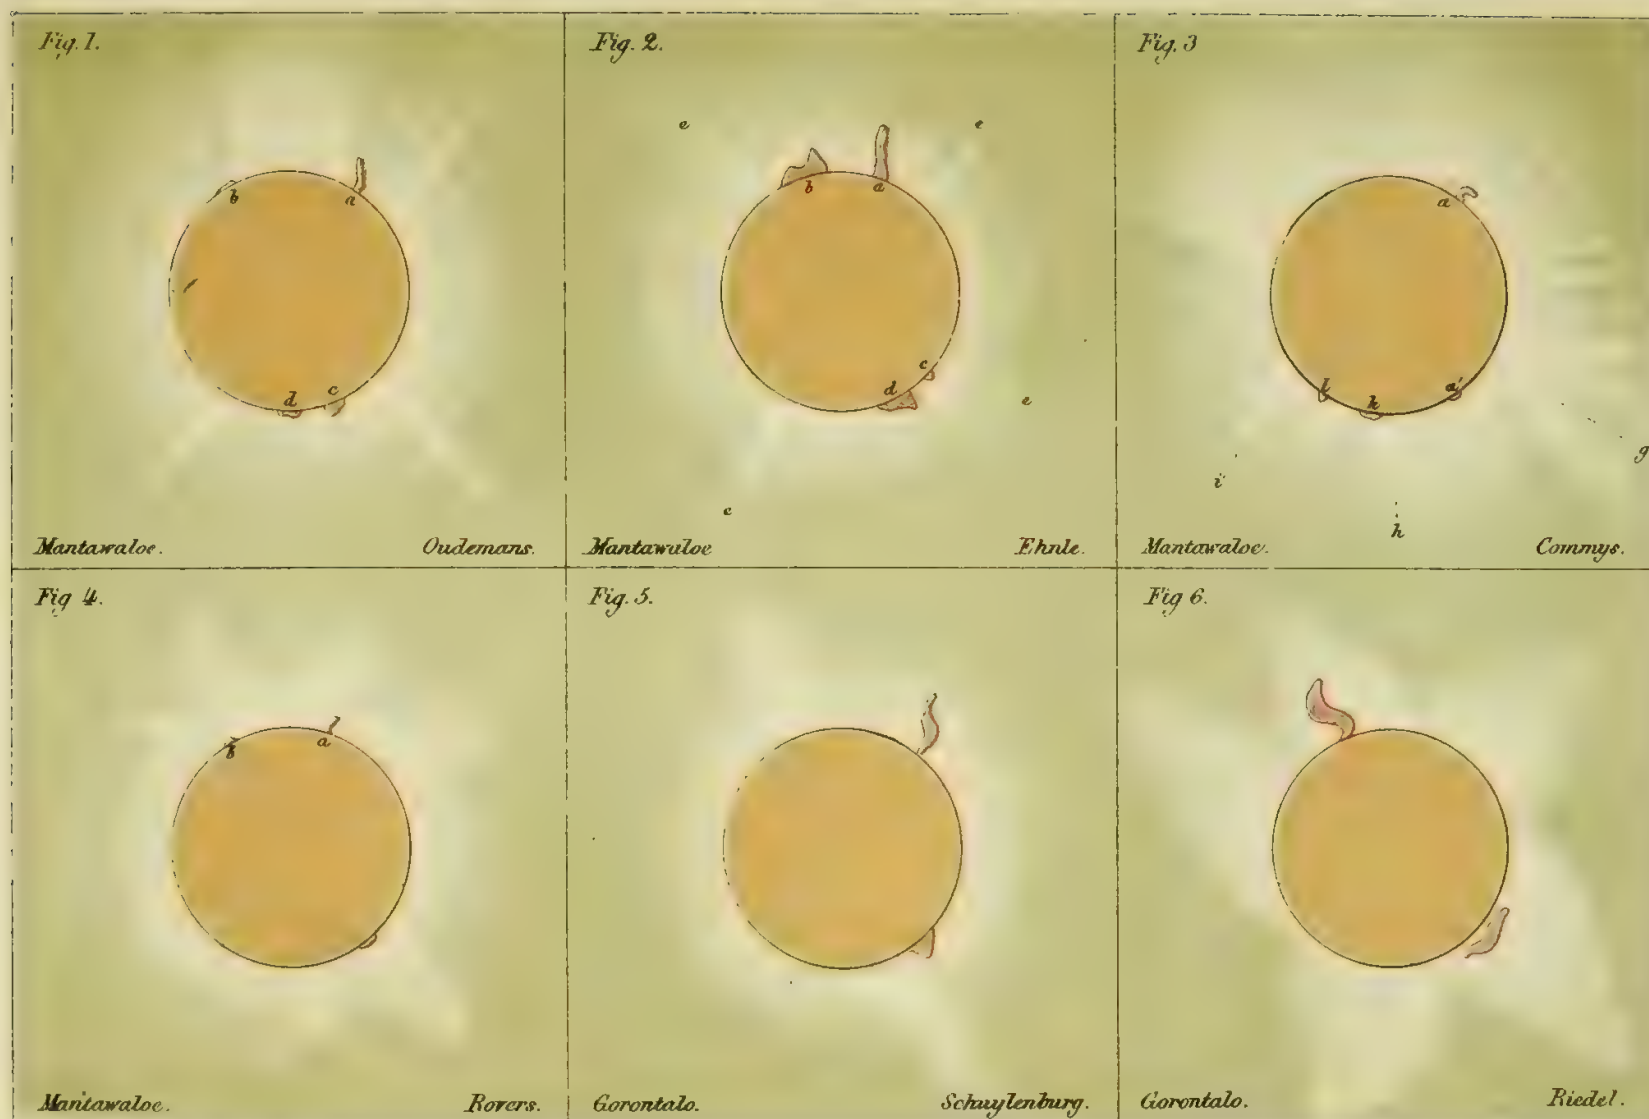 Fig. 1.
b
a
d
c
Mantawaloe.
Oudemans.
Fig. 2.
e
e
b
a
c
d
e
e
Mantawaloe
Ehnle.
Fig. 3
a
k
h
a'
g
i
h
Mantawaloe.
Commys.
Fig 4.
b
a
Mantawaloe.
Rovers.
Fig. 5.
Gorontalo.
Schuylenburg.
Fig 6.
Gorontalo.
Riedel.